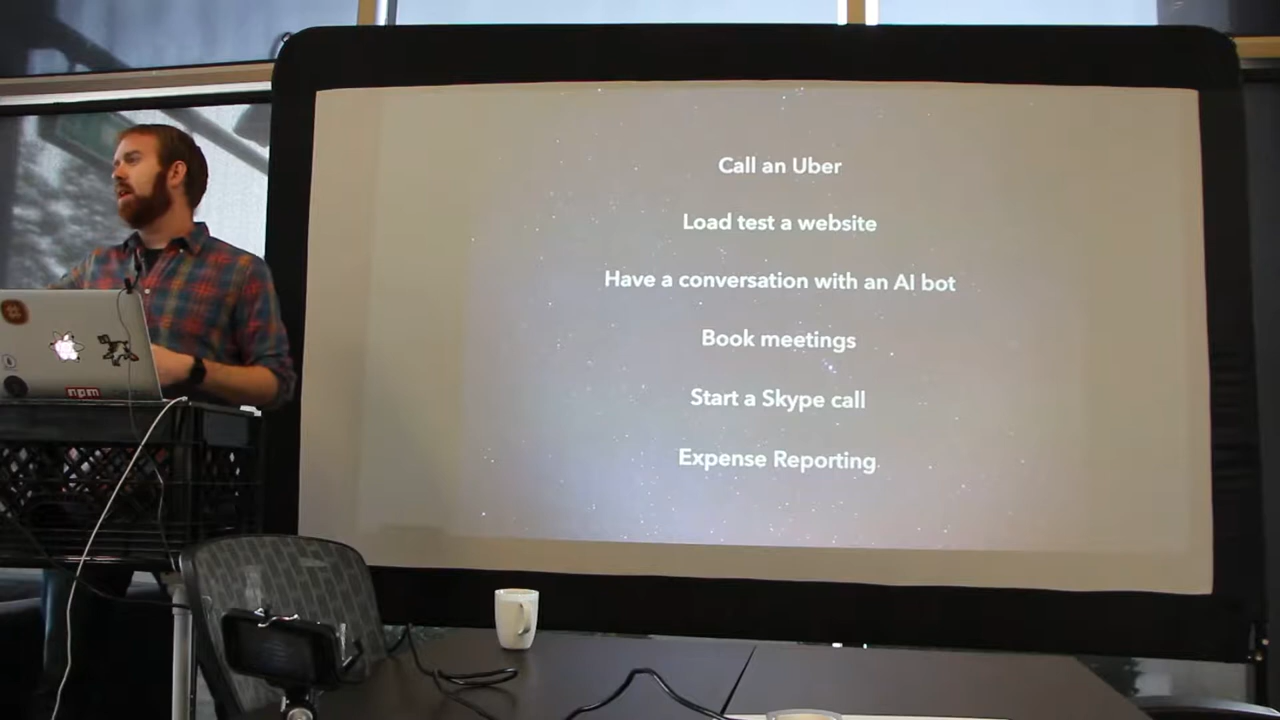 Call an Uber
Load test a website
Have a conversation with an AI bot
Book meetings
Start a Skype call
Expense Reporting
npm